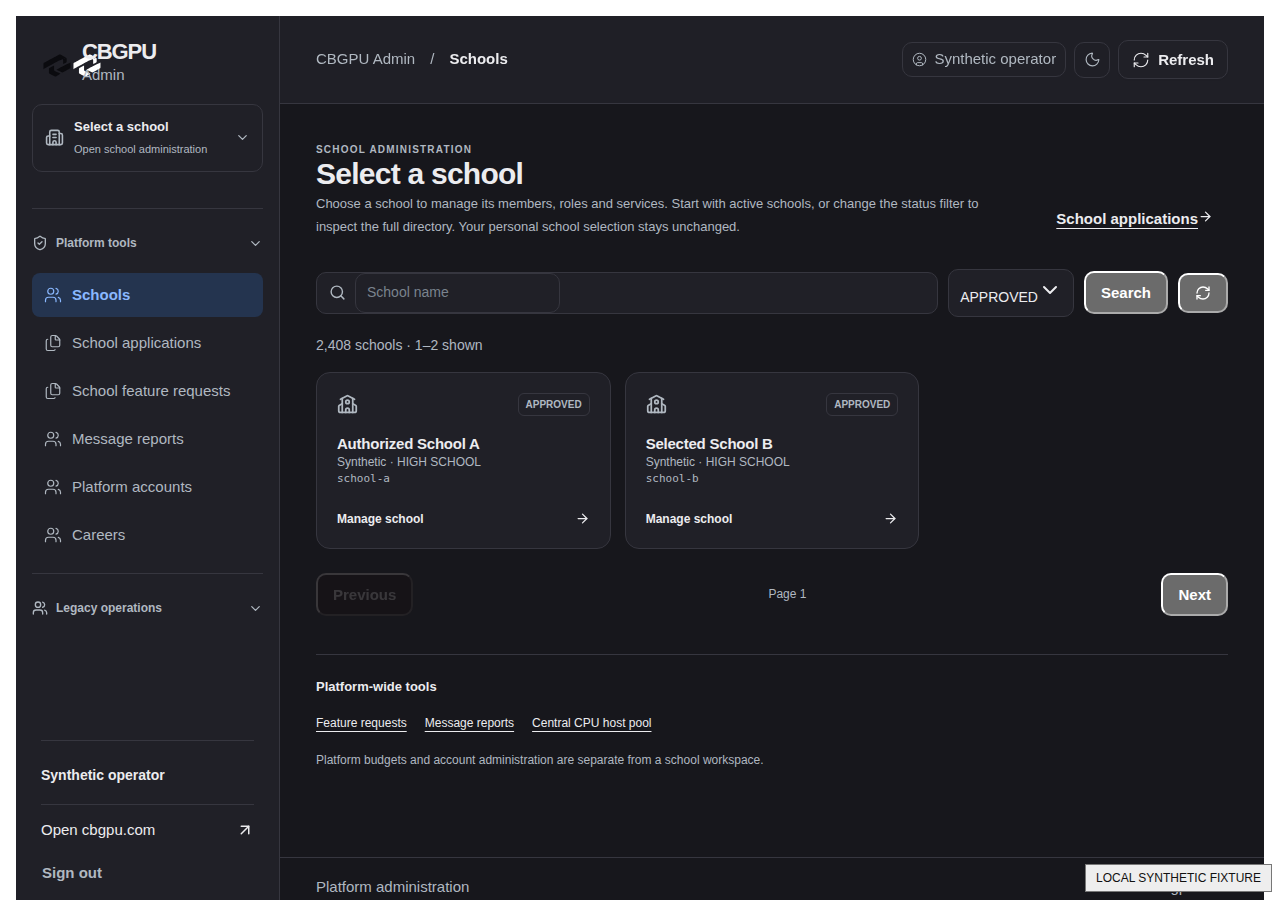 CBGPU
Admin
Select a school
Open school administration
Platform tools
Schools
School applications
School feature requests
Message reports
Platform accounts
Careers
Legacy operations
Synthetic operator
Open cbgpu.com
Sign out
CBGPU Admin / Schools
Synthetic operator
Refresh
SCHOOL ADMINISTRATION
Select a school
Choose a school to manage its members, roles and services. Start with active schools, or change the status filter to
inspect the full directory. Your personal school selection stays unchanged.
School applications
School name
APPROVED
Search
2,408 schools · 1–2 shown
APPROVED
Authorized School A
Synthetic · HIGH SCHOOL
school-a
Manage school
APPROVED
Selected School B
Synthetic · HIGH SCHOOL
school-b
Manage school
Previous
Page 1
Next
Platform-wide tools
Feature requests Message reports Central CPU host pool
Platform budgets and account administration are separate from a school workspace.
Platform administration
LOCAL SYNTHETIC FIXTURE